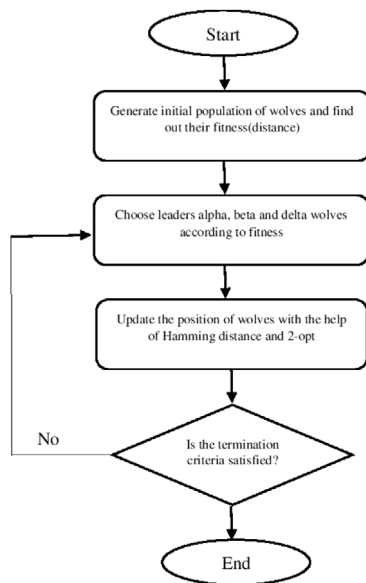 Start
Generate initial population of wolves and find
out their fitness(distance)
Choose leaders alpha, beta and delta wolves
according to fitness
Update the position of wolves with the help
of Hamming distance and 2-opt
No
Is the termination
criteria satisfied?
End